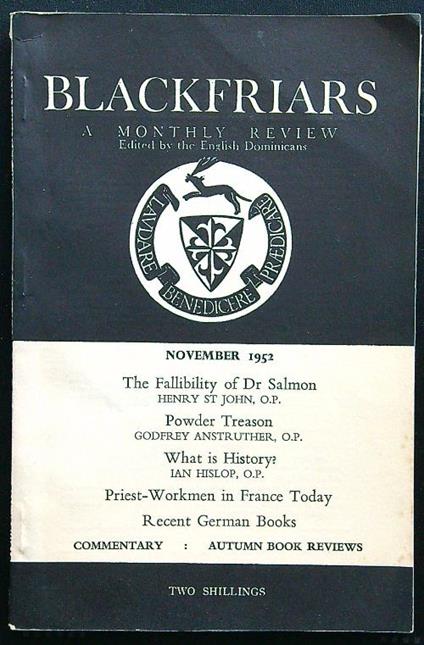 BLACKFRIARS
A MONTHLY REVIEW
Edited by the English Dominicans
LAVDARE
BENEDICERE
PRÆDICARE
NOVEMBER 1952
The Fallibility of Dr Salmon
HENRY ST JOHN, O.P.
Powder Treason
GODFREY ANSTRUTHER, O.P.
What is History?
IAN HISLOP, O.P.
Priest-Workmen in France Today
Recent German Books
COMMENTARY : AUTUMN BOOK REVIEWS
TWO SHILLINGS